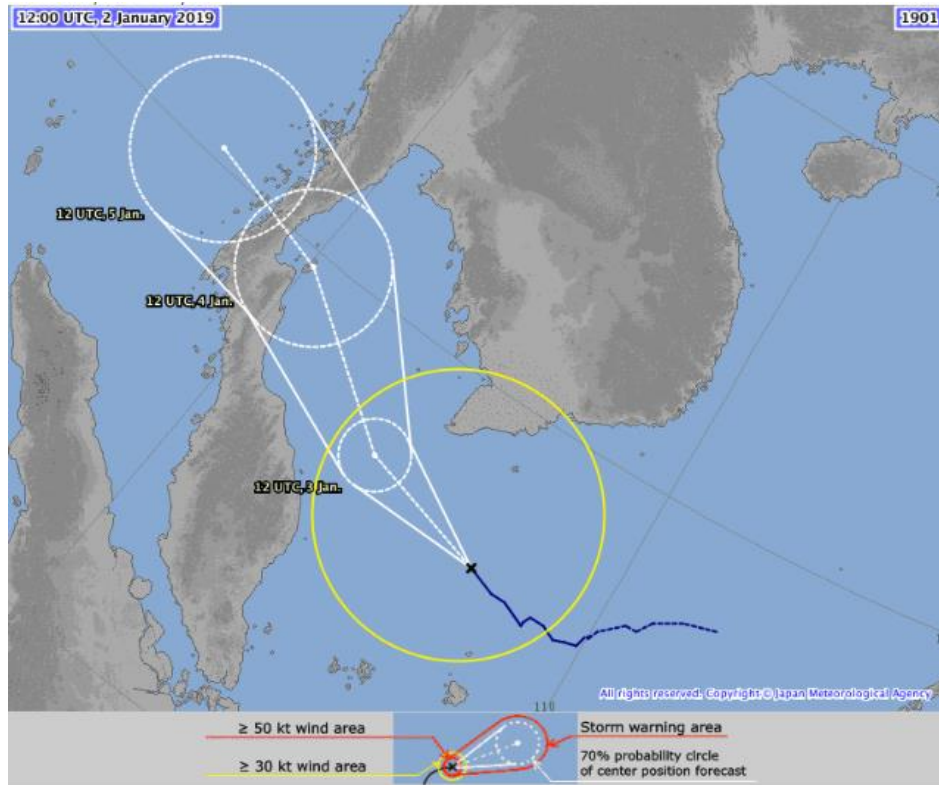 12:00 UTC, 2 January 2019
1901
12 UTC, 5 Jan.
12 UTC, 4 Jan.
12 UTC, 3 Jan.
All rights reserved. Copyright © Japan Meteorological Agency
110
≥ 50 kt wind area
Storm warning area
≥ 30 kt wind area
70% probability circle
of center position forecast